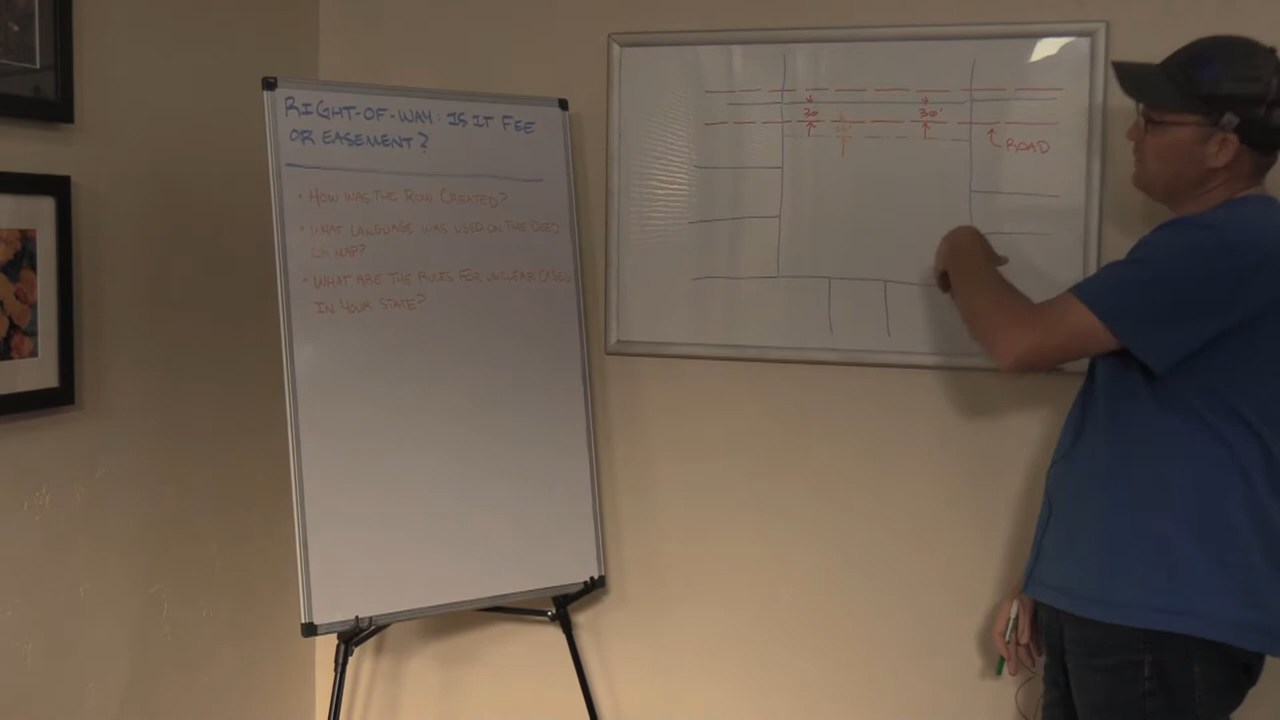 RIGHT-OF-WAY: IS IT FEE
OR EASEMENT?
• HOW WAS THE ROW CREATED?
• WHAT LANGUAGE WAS USED ON THE DEED
OR MAP?
• WHAT ARE THE RULES FOR UNCLEAR CASES
IN YOUR STATE?
30'
30'
ROAD